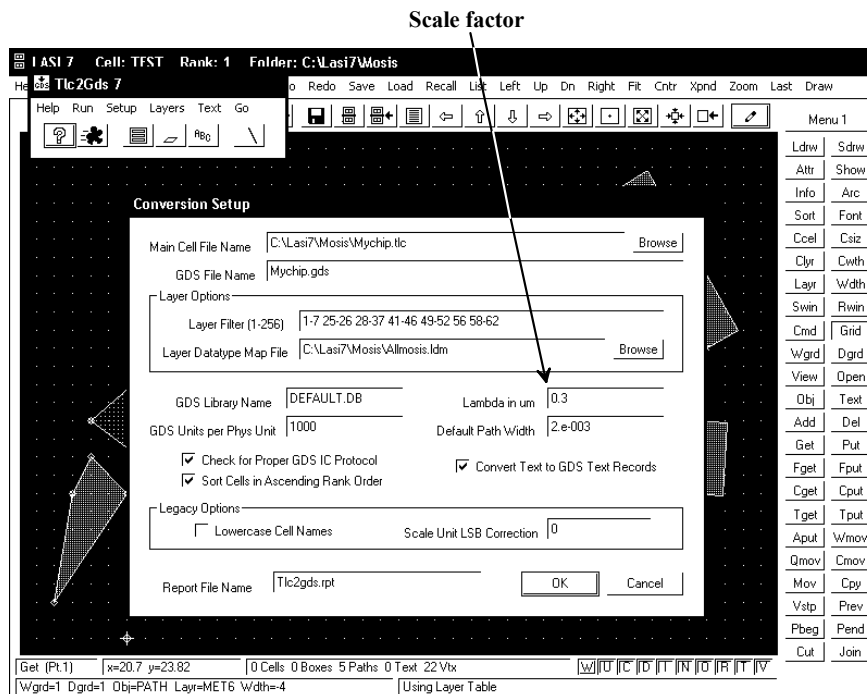 Scale factor
LASI 7 Cell: TEST Rank: 1 Folder: C:\Lasi7\Mosis
Tlc2Gds 7
Redo Save Load Recall List Left Up Dn Right Fit Cntr Xpnd Zoom Last Draw
Help Run Setup Layers Text Go
GDS
ABC
Menu 1
Ldrw Sdrw
Attr Show
Info Arc
Sort Font
Ccel Csiz
Clyr Cwth
Layr Wdth
Swin Rwin
Cmd Grid
Wgrd Dgrd
View Open
Obj Text
Add Del
Get Put
Fget Fput
Cget Cput
Tget Tput
Aput Wmov
Qmov Cmov
Mov Cpy
Vstp Prev
Pbeg Pend
Cut Join
Conversion Setup
Main Cell File Name C:\Lasi7\Mosis\Mychip.tlc Browse
GDS File Name Mychip.gds
Layer Options
Layer Filter (1-256) 1-7 25-26 28-37 41-46 49-52 56 58-62
Layer Datatype Map File C:\Lasi7\Mosis\Allmosis.ldm Browse
GDS Library Name DEFAULT.DB Lambda in um 0.3
GDS Units per Phys Unit 1000 Default Path Width 2.e-003
Check for Proper GDS IC Protocol Convert Text to GDS Text Records
Sort Cells in Ascending Rank Order
Legacy Options
Lowercase Cell Names Scale Unit LSB Correction 0
Report File Name Tlc2gds.rpt OK Cancel
Get (Pt.1) x=20.7 y=23.82 0 Cells 0 Boxes 5 Paths 0 Text 22 Vtx W U C D I N O R T V
Wgrd=1 Dgrd=1 Obj=PATH Layr=MET6 Wdth=-4 Using Layer Table